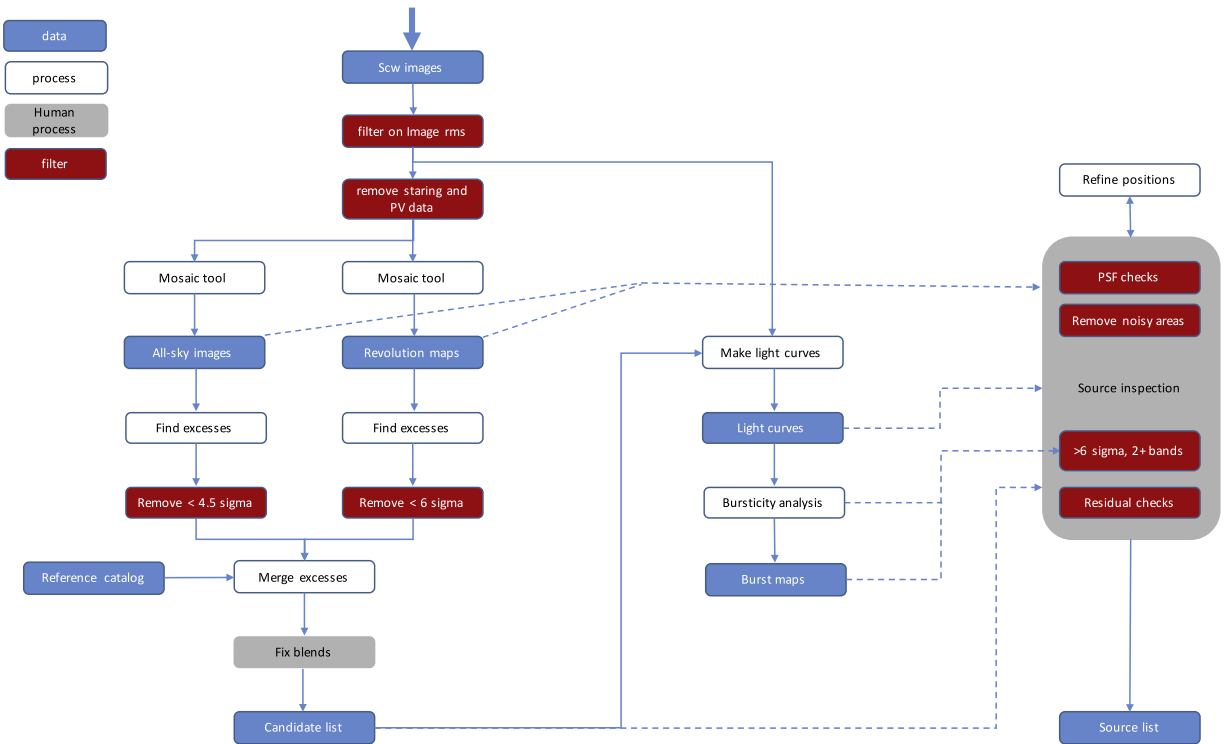 data
process
Human
process
filter
Scw images
filter on Image rms
remove staring and
PV data
Mosaic tool
Mosaic tool
All-sky images
Revolution maps
Find excesses
Find excesses
Remove < 4.5 sigma
Remove < 6 sigma
Reference catalog
Merge excesses
Fix blends
Candidate list
Make light curves
Light curves
Bursticity analysis
Burst maps
Refine positions
PSF checks
Remove noisy areas
Source inspection
>6 sigma, 2+ bands
Residual checks
Source list